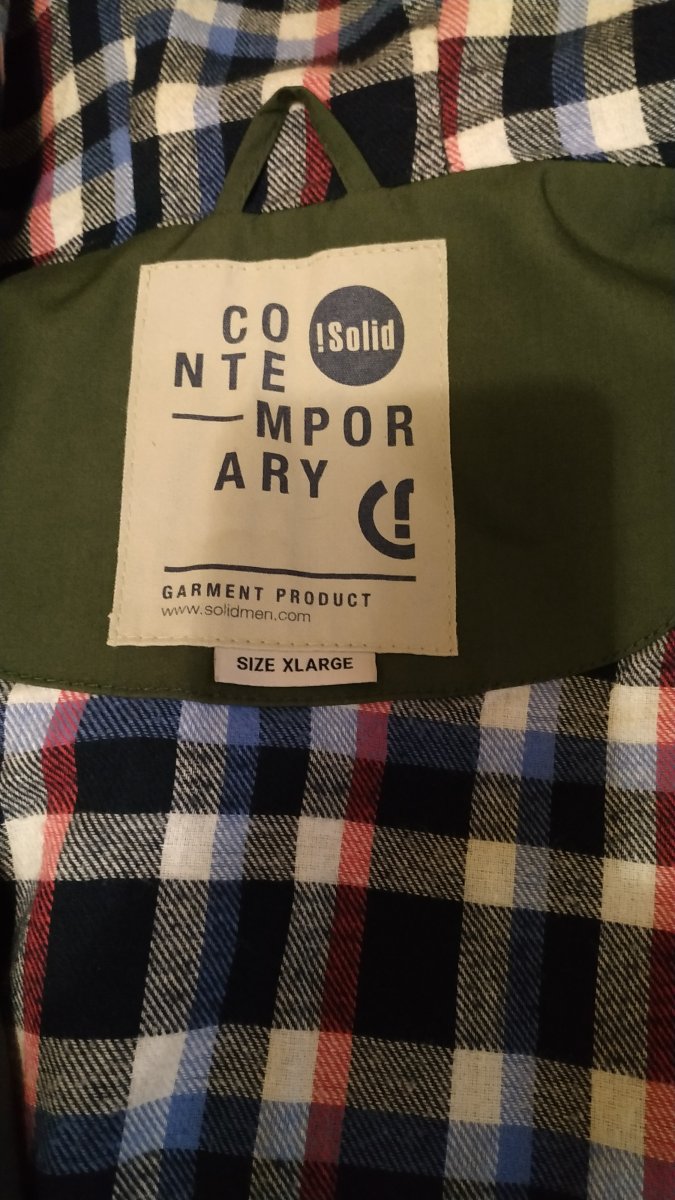 CO
!Solid
NTE
MPOR
ARY
GARMENT PRODUCT
www.solidmen.com
SIZE XLARGE